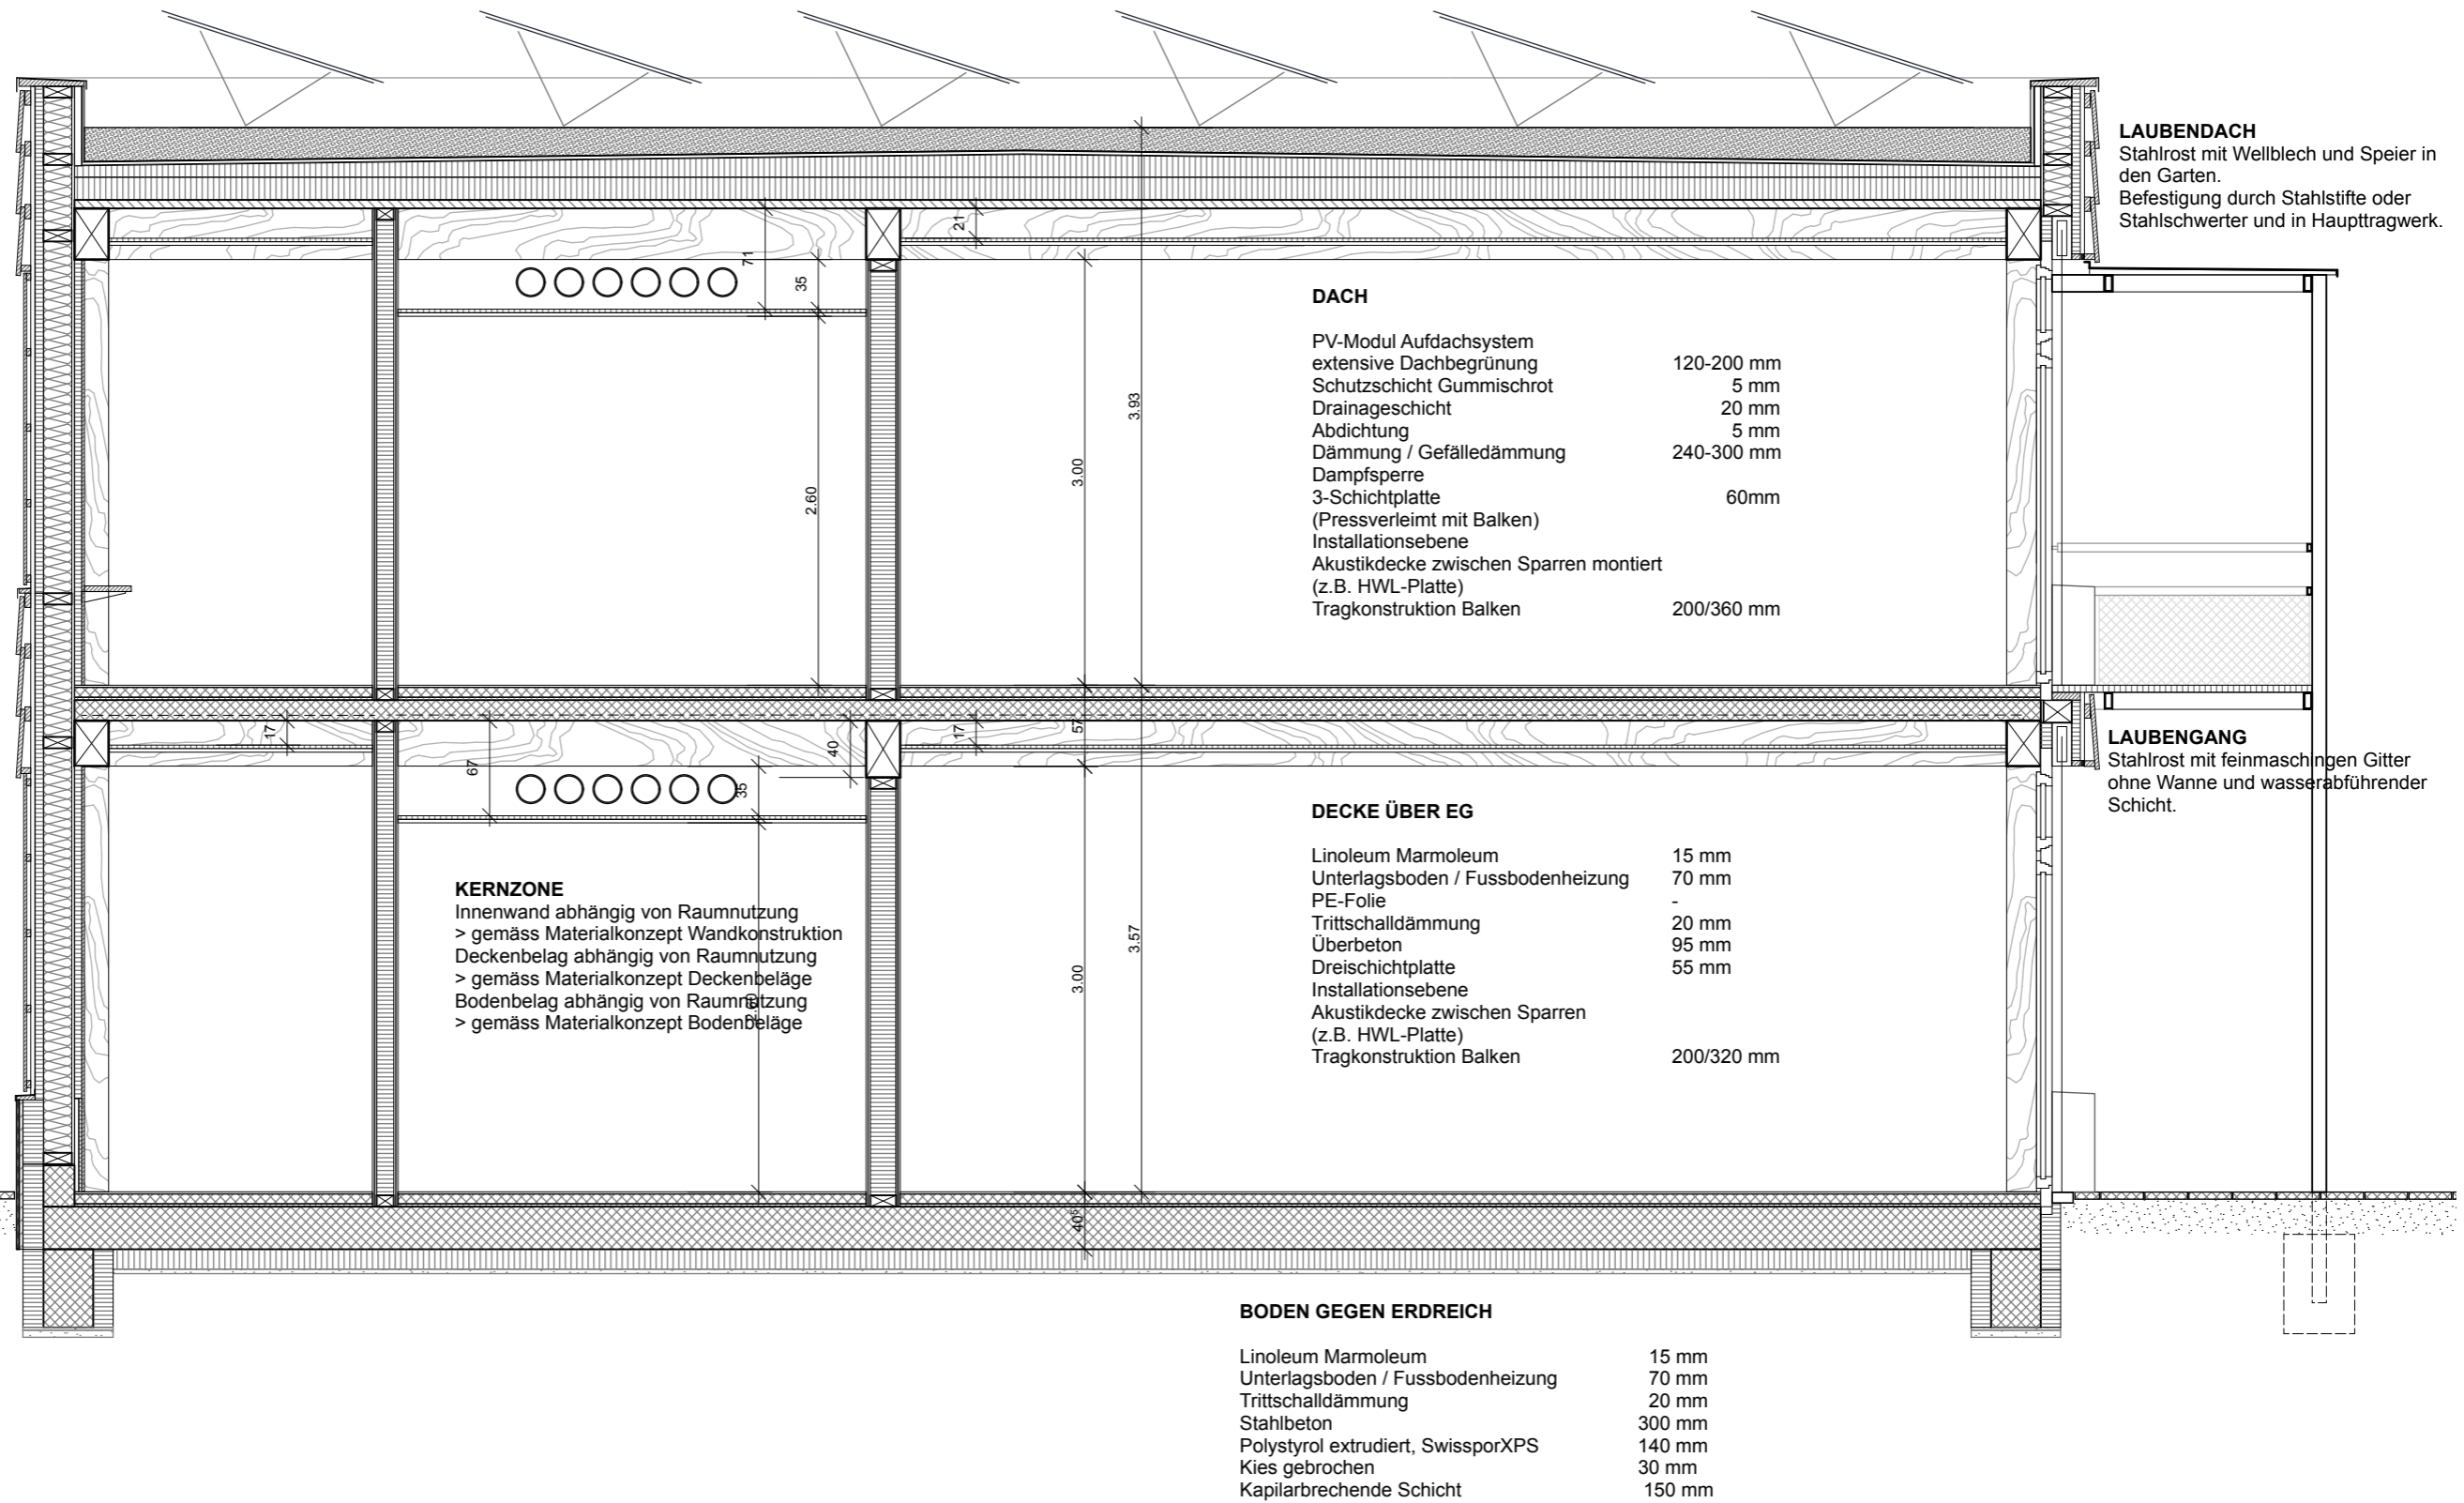 LAUBENDACH
Stahlrost mit Wellblech und Speier in
den Garten.
Befestigung durch Stahlstifte oder
Stahlschwerter und in Haupttragwerk.
21
71
35
3.93
3.00
2.60
DACH
PV-Modul Aufdachsystem
extensive Dachbegrünung 120-200 mm
Schutzschicht Gummischrot 5 mm
Drainageschicht 20 mm
Abdichtung 5 mm
Dämmung / Gefälledämmung 240-300 mm
Dampfsperre
3-Schichtplatte 60mm
(Pressverleimt mit Balken)
Installationsebene
Akustikdecke zwischen Sparren montiert
(z.B. HWL-Platte)
Tragkonstruktion Balken 200/360 mm
17
67
40
17
57
35
LAUBENGANG
Stahlrost mit feinmaschingen Gitter
ohne Wanne und wasserabführender
Schicht.
KERNZONE
Innenwand abhängig von Raumnutzung
> gemäss Materialkonzept Wandkonstruktion
Deckenbelag abhängig von Raumnutzung
> gemäss Materialkonzept Deckenbeläge
Bodenbelag abhängig von Raumnutzung
> gemäss Materialkonzept Bodenbeläge
3.57
3.00
DECKE ÜBER EG
Linoleum Marmoleum 15 mm
Unterlagsboden / Fussbodenheizung 70 mm
PE-Folie -
Trittschalldämmung 20 mm
Überbeton 95 mm
Dreischichtplatte 55 mm
Installationsebene
Akustikdecke zwischen Sparren
(z.B. HWL-Platte)
Tragkonstruktion Balken 200/320 mm
40⁵
BODEN GEGEN ERDREICH
Linoleum Marmoleum 15 mm
Unterlagsboden / Fussbodenheizung 70 mm
Trittschalldämmung 20 mm
Stahlbeton 300 mm
Polystyrol extrudiert, SwissporXPS 140 mm
Kies gebrochen 30 mm
Kapilarbrechende Schicht 150 mm